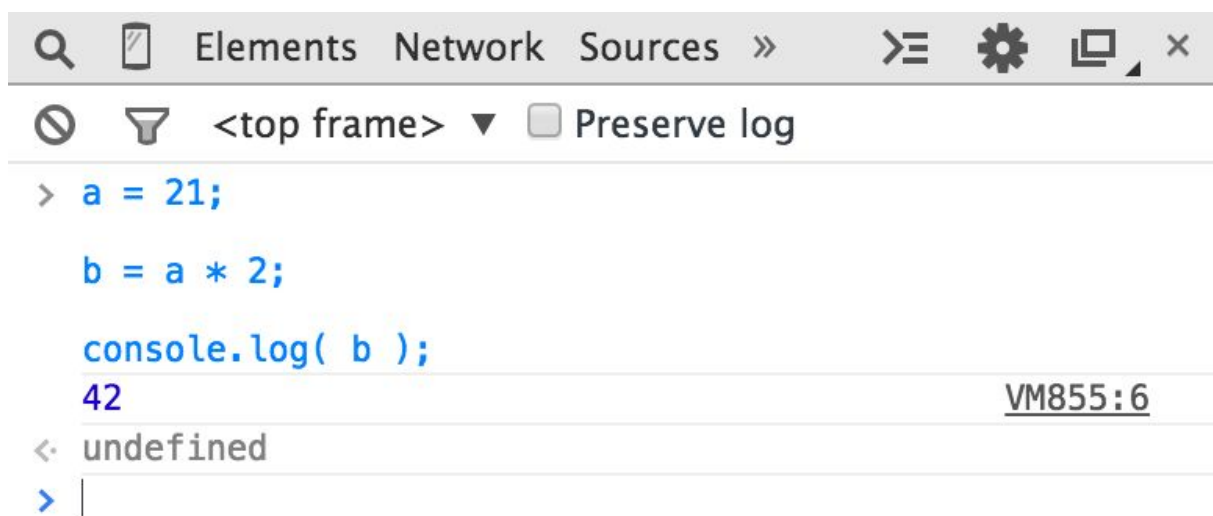 Elements Network Sources »
<top frame> ▼ Preserve log
> a = 21;
b = a * 2;
console.log( b );
42 VM855:6
undefined
>